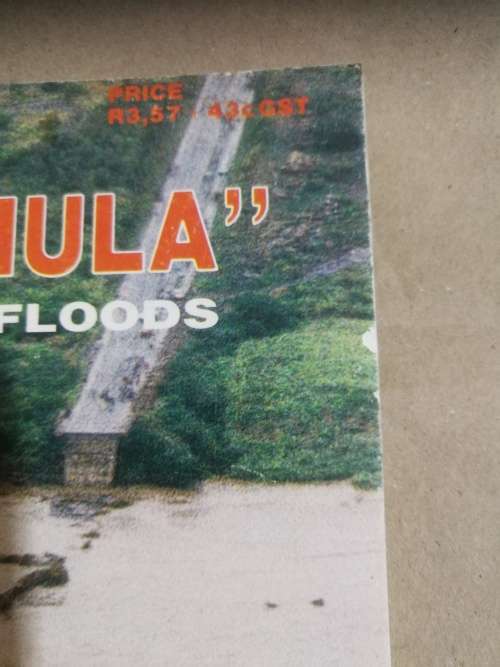 PRICE
R3,57 + 43c GST
ULA”
FLOODS